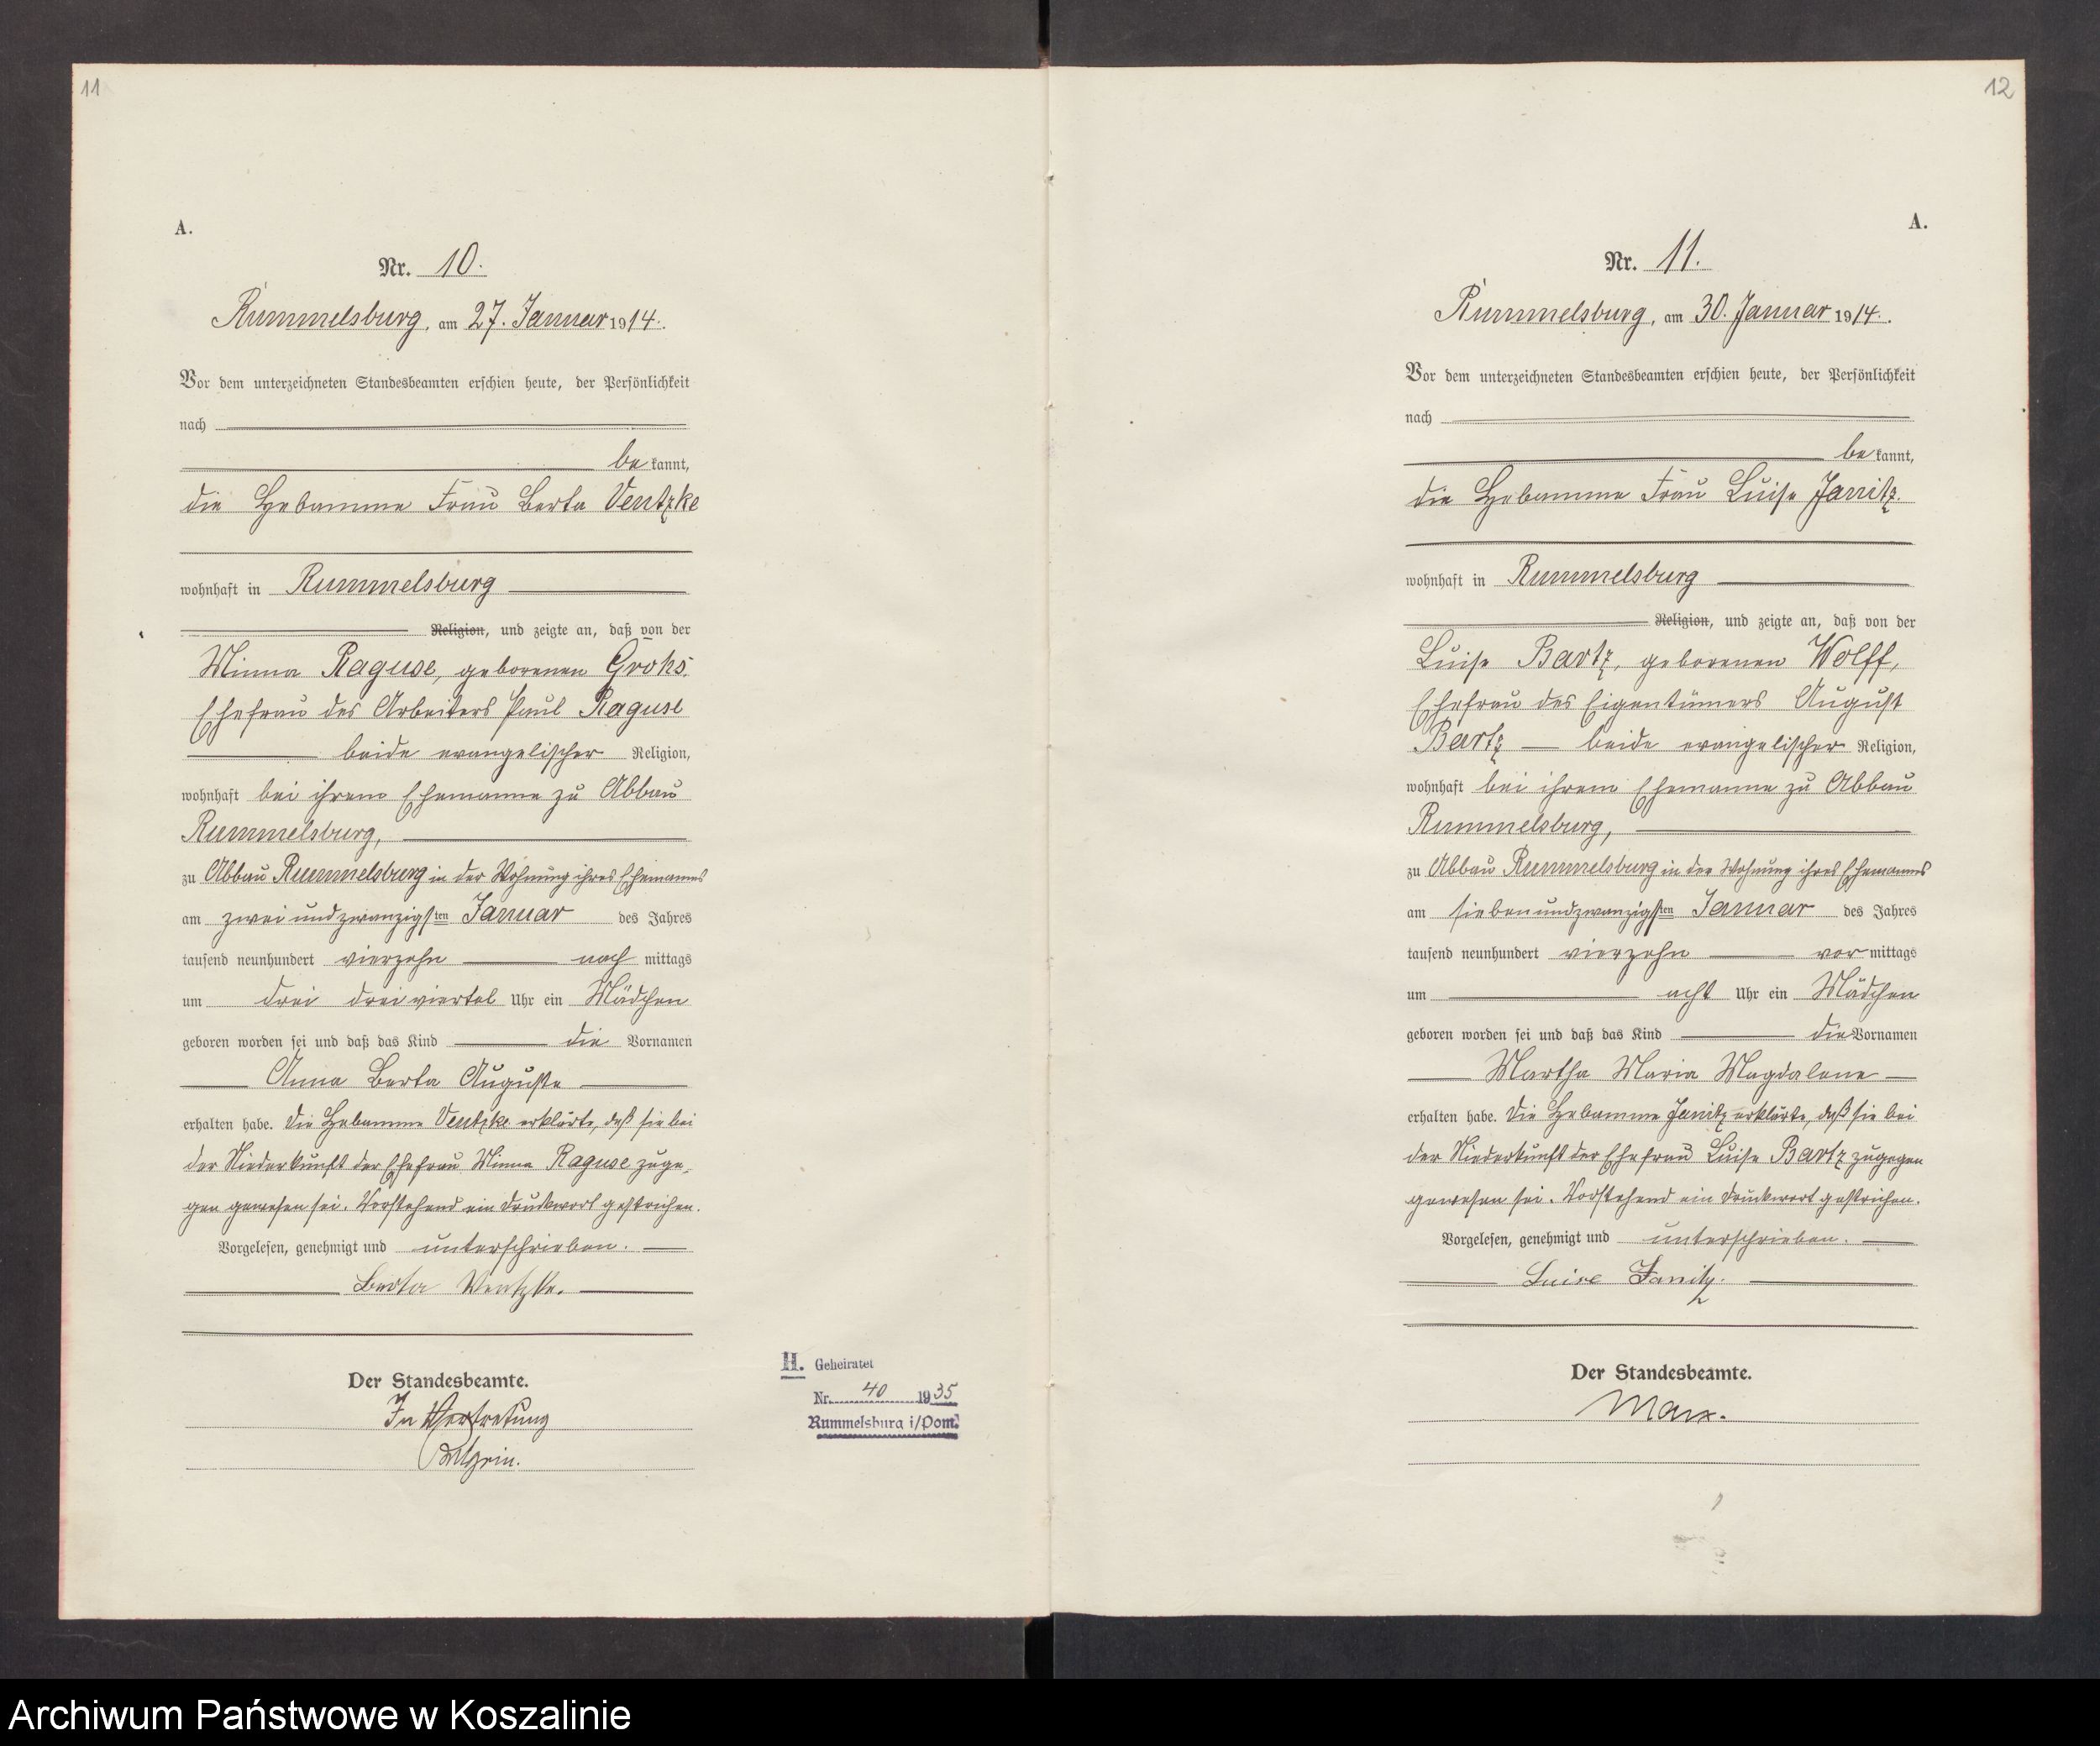 11
A.
Nr. 10.
Rummelsburg, am 27. Januar 1914.
Vor dem unterzeichneten Standesbeamten erschien heute, der Persönlichkeit
nach
bekannt,
die Hebamme Frau Berta Ventzke
wohnhaft in Rummelsburg
Religion, und zeigte an, daß von der
Minna Raguse, geborenen Grohs,
Ehefrau des Arbeiters Paul Raguse
beide evangelischer Religion,
wohnhaft bei ihrem Ehemanne zu Abbau
Rummelsburg,
zu Abbau Rummelsburg in der Wohnung ihres Ehemannes
am zweiundzwanzigsten Januar des Jahres
tausend neunhundert vierzehn nachmittags
um drei dreiviertel Uhr ein Mädchen
geboren worden sei und daß das Kind die Vornamen
Anna Berta Auguste
erhalten habe. Die Hebamme Ventzke erklärte, daß sie bei
der Niederkunft der Ehefrau Minna Raguse zuge-
gen gewesen sei. Vorstehend ein Druckwort gestrichen.
Vorgelesen, genehmigt und unterschrieben.
Berta Ventzke.
Der Standesbeamte.
In Vertretung
H. Geheiratet
Nr. 40 1935
Rummelsburg i/Pom.
12
A.
Nr. 11.
Rummelsburg, am 30. Januar 1914.
Vor dem unterzeichneten Standesbeamten erschien heute, der Persönlichkeit
nach
bekannt,
die Hebamme Frau Luise Janitz
wohnhaft in Rummelsburg
Religion, und zeigte an, daß von der
Luise Bartz, geborenen Wolff,
Ehefrau des Eigentümers August
Bartz beide evangelischer Religion,
wohnhaft bei ihrem Ehemanne zu Abbau
Rummelsburg,
zu Abbau Rummelsburg in der Wohnung ihres Ehemannes
am siebenundzwanzigsten Januar des Jahres
tausend neunhundert vierzehn vormittags
um acht Uhr ein Mädchen
geboren worden sei und daß das Kind die Vornamen
Martha Maria Magdalene
erhalten habe. Die Hebamme Janitz erklärte, daß sie bei
der Niederkunft der Ehefrau Luise Bartz zugegen
gewesen sei. Vorstehend ein Druckwort gestrichen.
Vorgelesen, genehmigt und unterschrieben.
Luise Janitz.
Der Standesbeamte.
Marx.
Archiwum Państwowe w Koszalinie